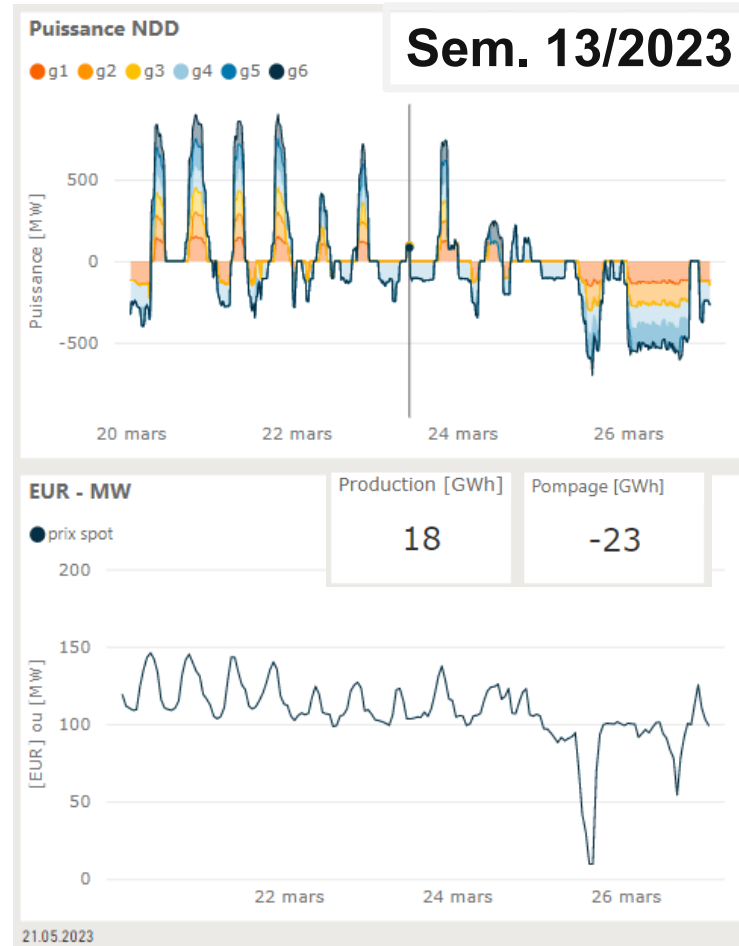 Puissance NDD
Sem. 13/2023
g1 g2 g3 g4 g5 g6
Puissance [MW]
500
0
-500
20 mars 22 mars 24 mars 26 mars
EUR - MW
Production [GWh]
18
Pompage [GWh]
-23
prix spot
[EUR] ou [MW]
200
150
100
50
0
22 mars 24 mars 26 mars
21.05.2023